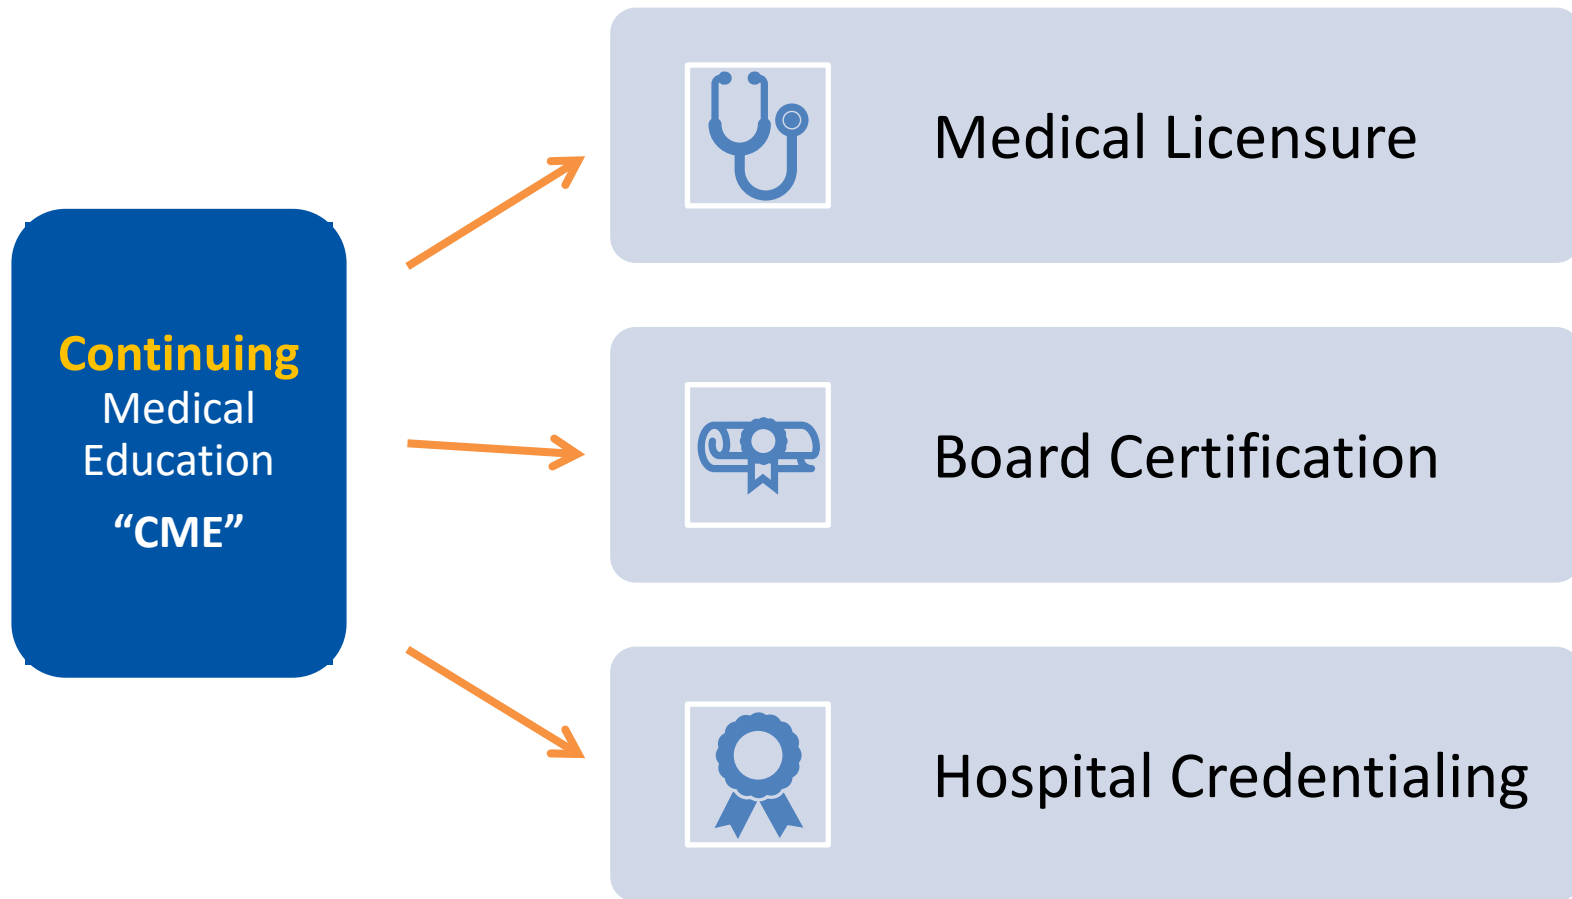 Continuing
Medical
Education
“CME”
Medical Licensure
Board Certification
Hospital Credentialing